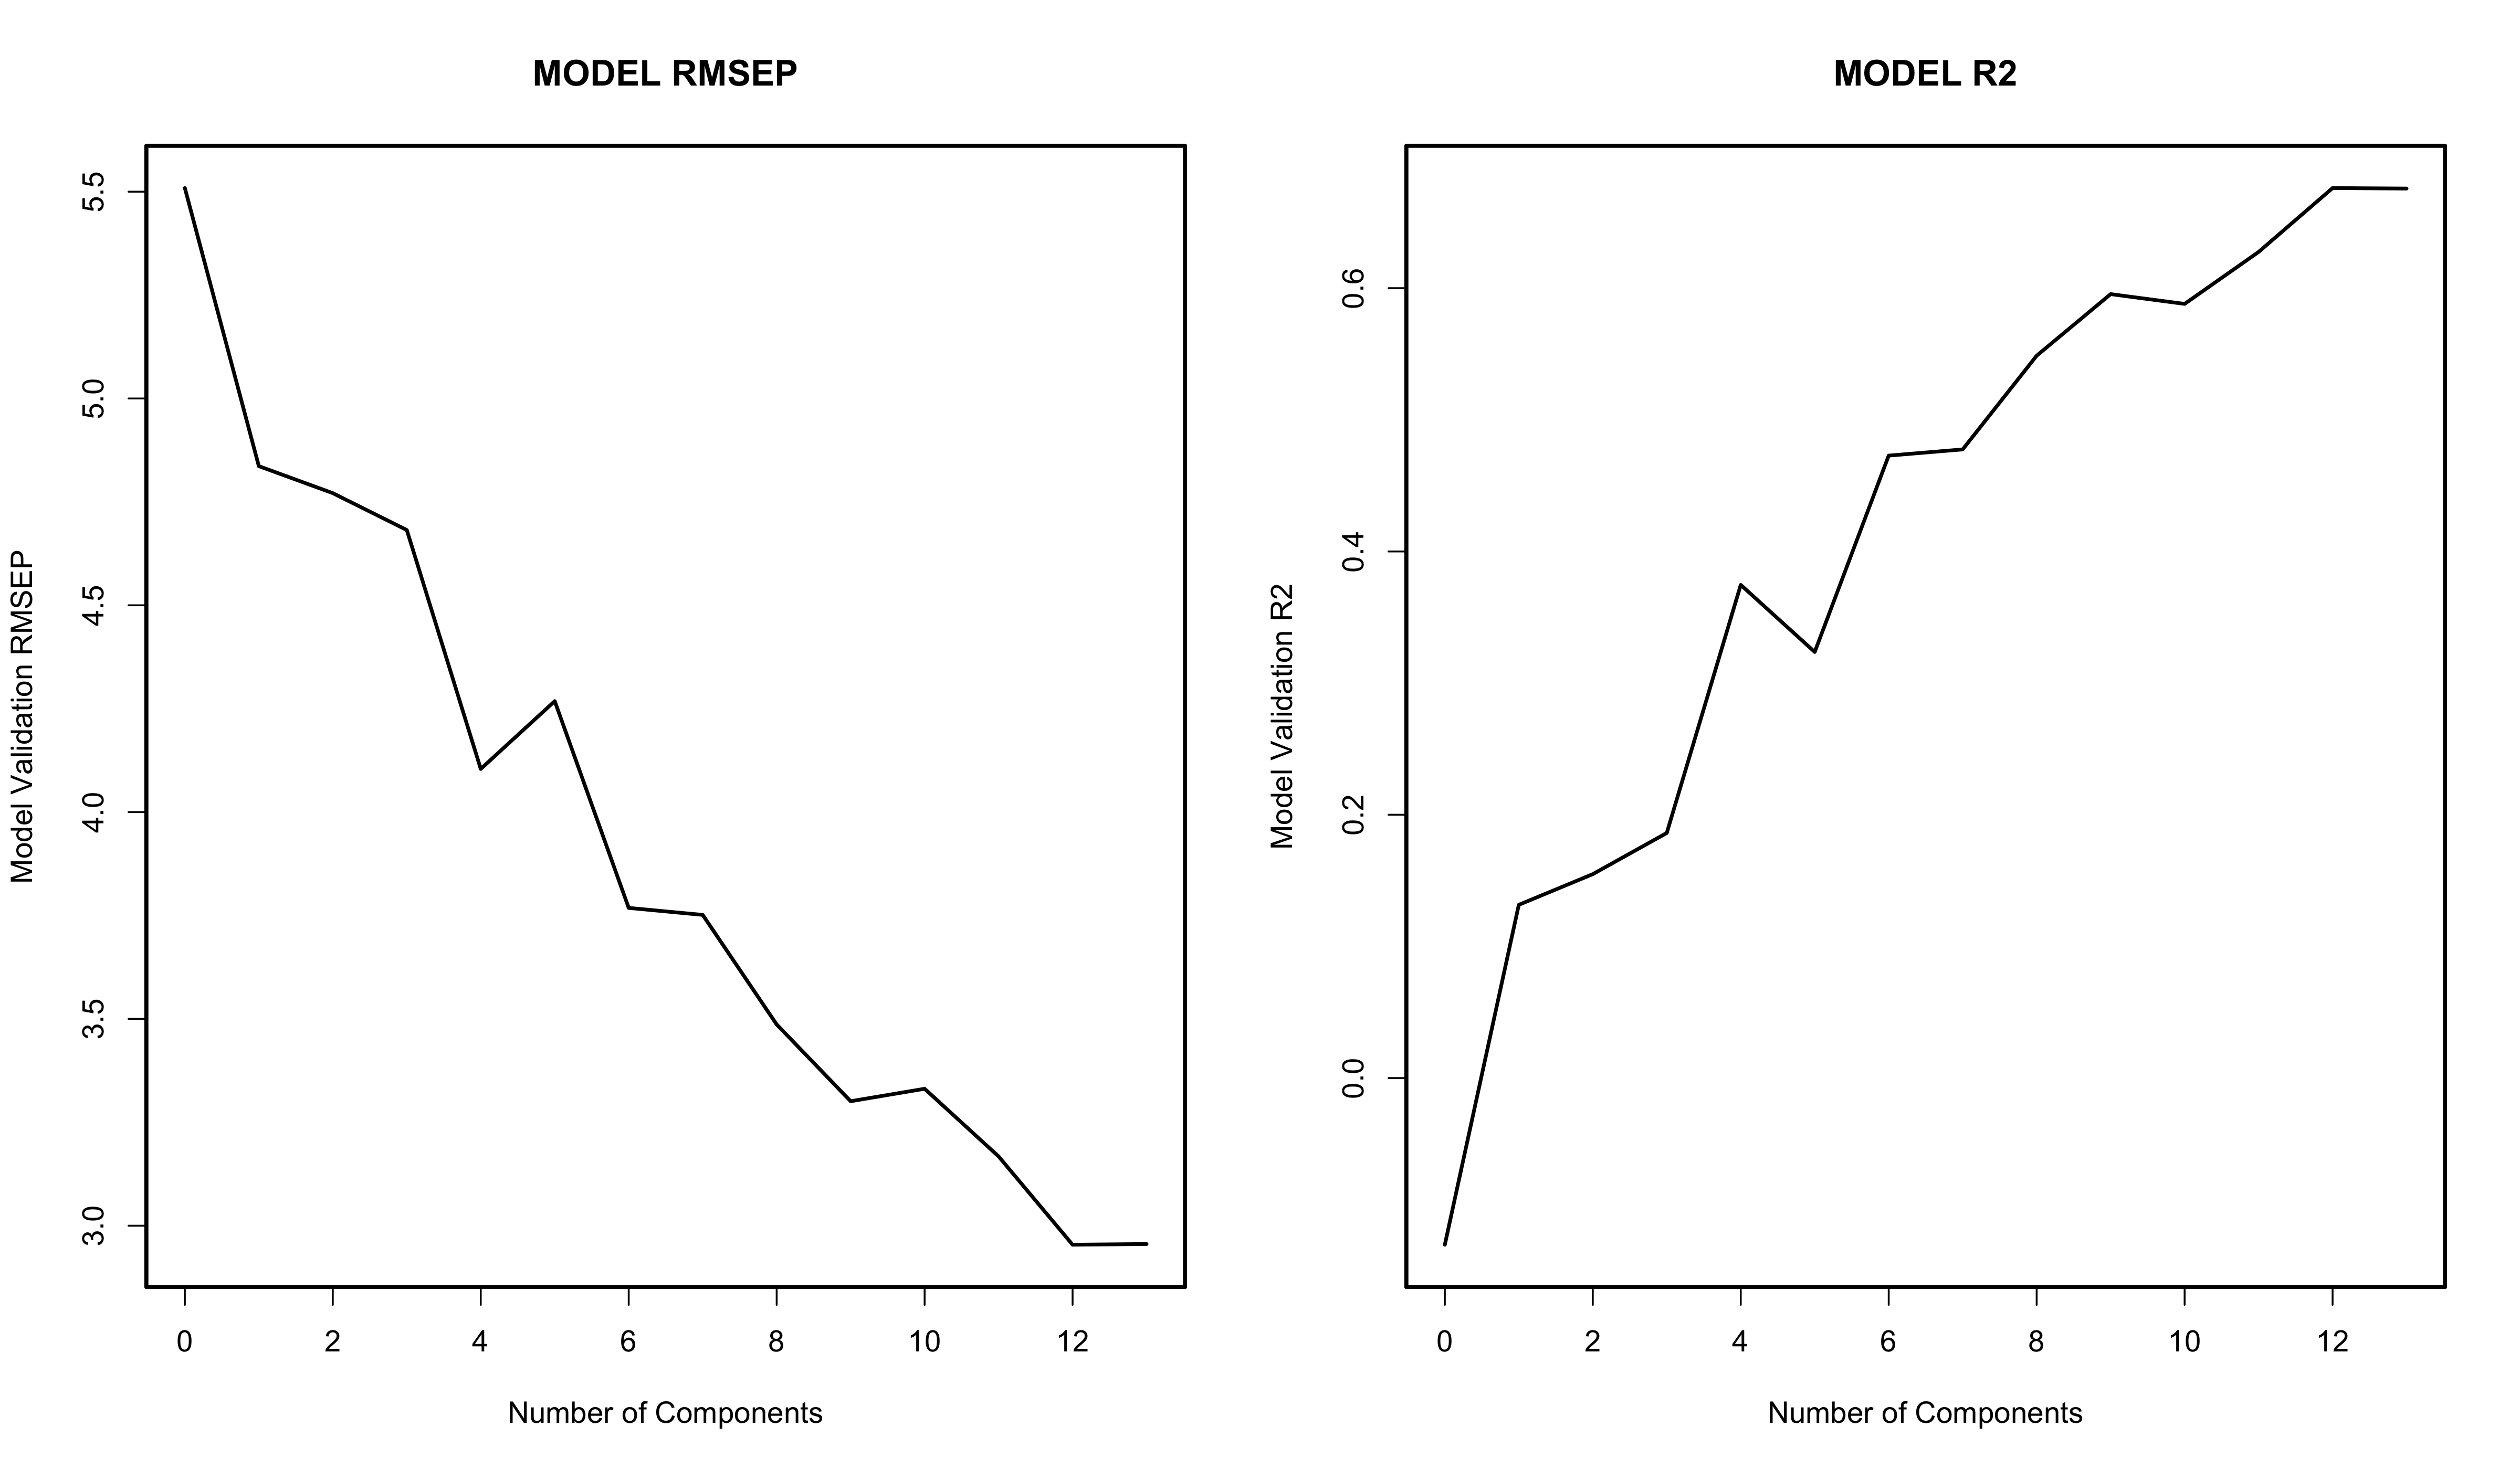 MODEL RMSEP
Model Validation RMSEP
5.5
5.0
4.5
4.0
3.5
3.0
0 2 4 6 8 10 12
Number of Components
MODEL R2
Model Validation R2
0.6
0.4
0.2
0.0
0 2 4 6 8 10 12
Number of Components